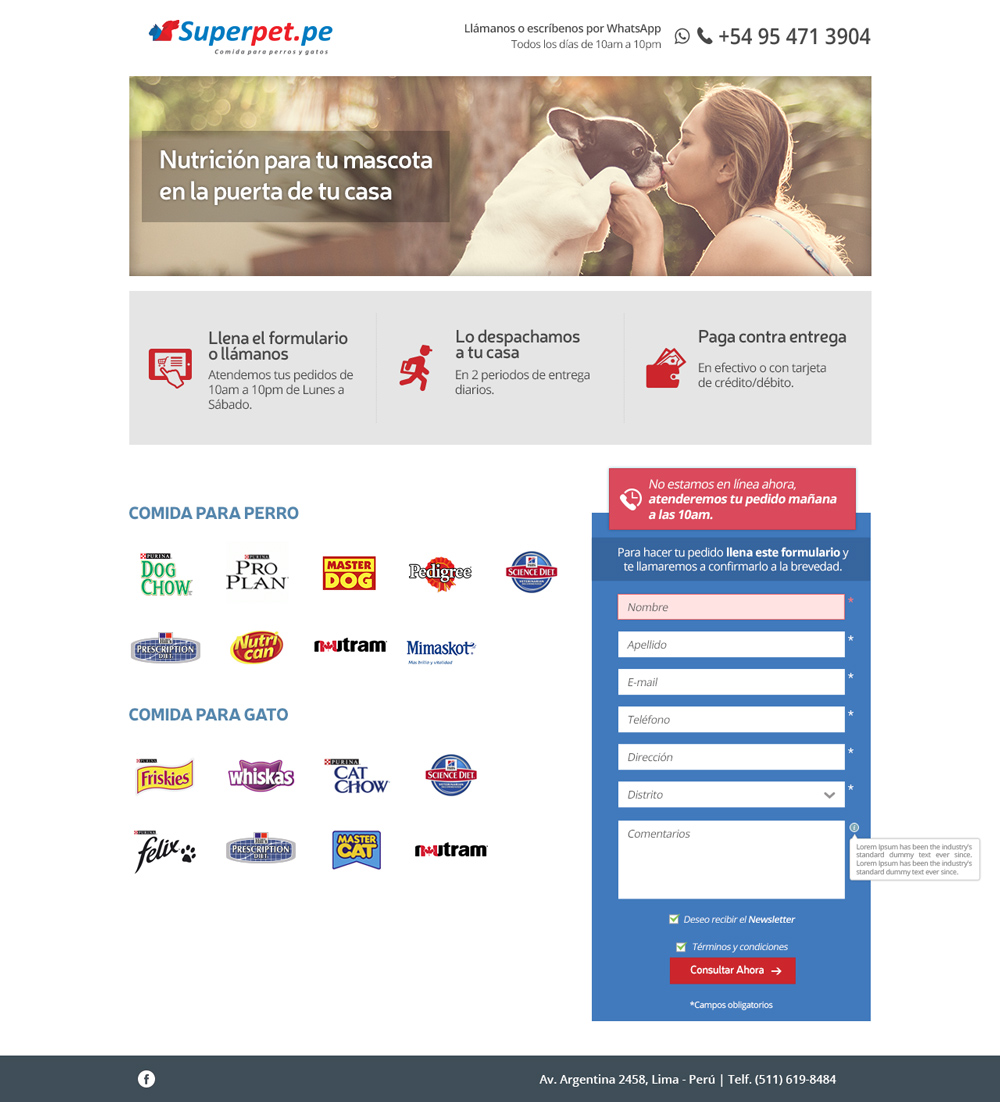 Superpet.pe
Comida para perros y gatos
Llámanos o escríbenos por WhatsApp
Todos los días de 10am a 10pm
+54 95 471 3904
Nutrición para tu mascota
en la puerta de tu casa
Llena el formulario
o llámanos
Atendemos tus pedidos de
10am a 10pm de Lunes a
Sábado.
Lo despachamos
a tu casa
En 2 periodos de entrega
diarios.
Paga contra entrega
En efectivo o con tarjeta
de crédito/débito.
COMIDA PARA PERRO
PURINA
DOG
CHOW
PURINA
PRO
PLAN
MASTER
DOG
Pedigree
Hill's
SCIENCE DIET
Hill's
PRESCRIPTION
DIET
Nutri
can
nutram
Mimaskot
Más brillo y vitalidad
COMIDA PARA GATO
PURINA
Friskies
whiskas
PURINA
CAT
CHOW
Hill's
SCIENCE DIET
PURINA
felix
Hill's
PRESCRIPTION
DIET
MASTER
CAT
nutram
No estamos en línea ahora,
atenderemos tu pedido mañana
a las 10am.
Para hacer tu pedido llena este formulario y
te llamaremos a confirmarlo a la brevedad.
Nombre *
Apellido *
E-mail *
Teléfono *
Dirección *
Distrito *
Comentarios
Lorem Ipsum has been the industry's
standard dummy text ever since.
Lorem Ipsum has been the industry's
standard dummy text ever since.
Deseo recibir el Newsletter
Términos y condiciones
Consultar Ahora
*Campos obligatorios
f
Av. Argentina 2458, Lima - Perú | Telf. (511) 619-8484